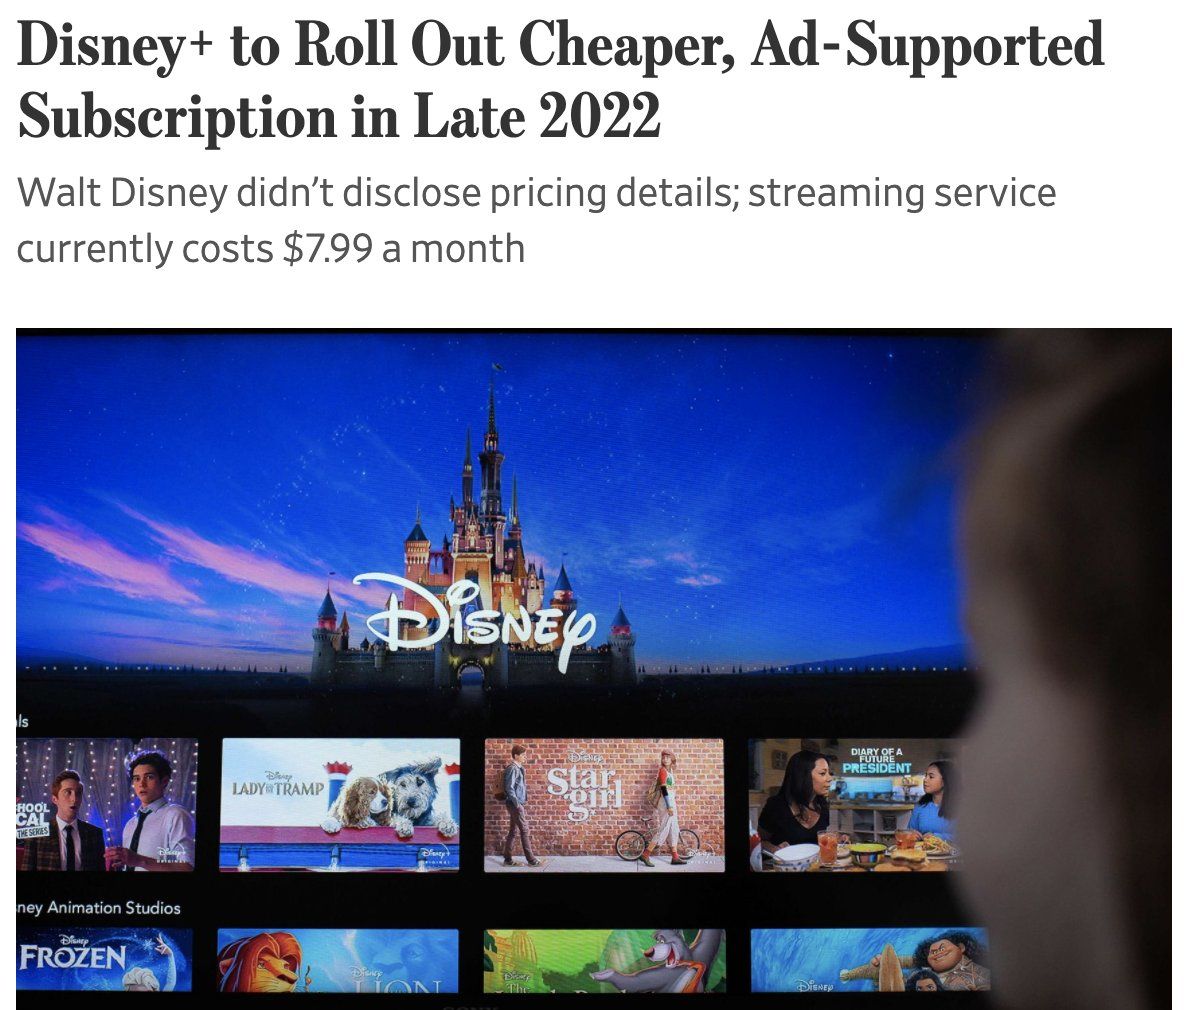 Disney+ to Roll Out Cheaper, Ad-Supported
Subscription in Late 2022
Walt Disney didn't disclose pricing details; streaming service
currently costs $7.99 a month
Disney
ls
HOOL
CAL
THE SERIES
Disney+
ORIGINAL
Disney
LADY AND THE TRAMP
Disney+
ORIGINAL
Disney
Star
girl
Disney+
DIARY OF A
FUTURE
PRESIDENT
ney Animation Studios
Disney
FROZEN
Disney
LION
Disney
The
Disney